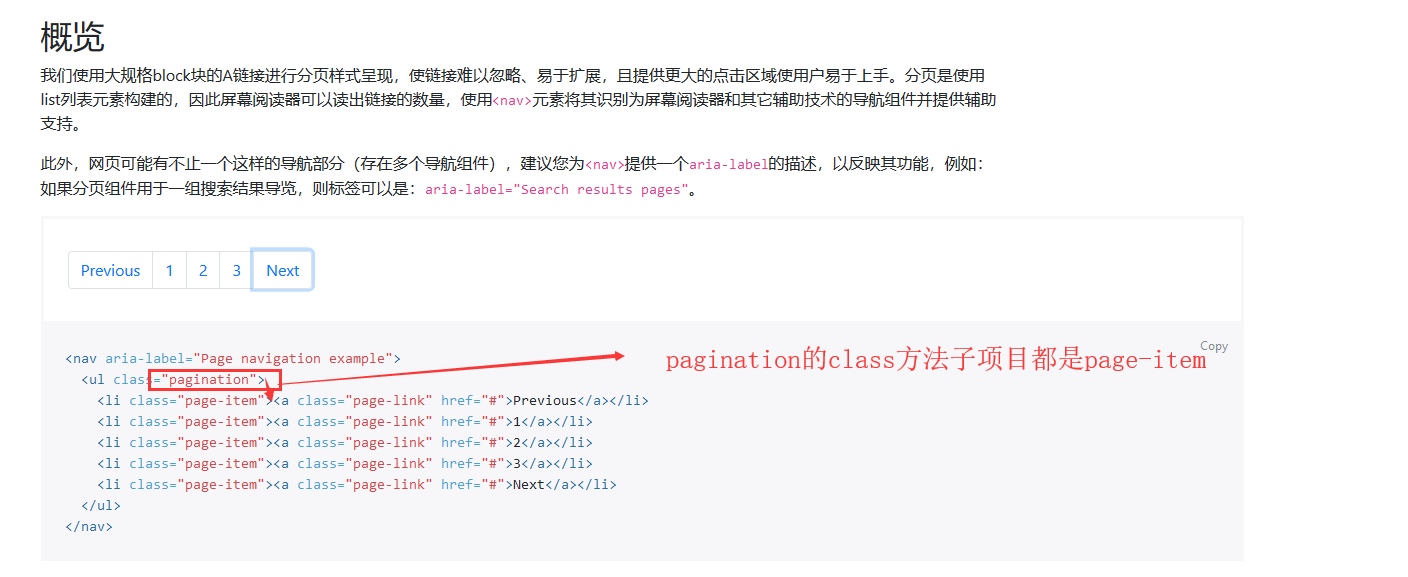 概览
我们使用大规格block块的A链接进行分页样式呈现，使链接难以忽略、易于扩展，且提供更大的点击区域使用户易于上手。分页是使用
list列表元素构建的，因此屏幕阅读器可以读出链接的数量，使用<nav>元素将其识别为屏幕阅读器和其它辅助技术的导航组件并提供辅助
支持。
此外，网页可能有不止一个这样的导航部分（存在多个导航组件），建议您为<nav>提供一个aria-label的描述，以反映其功能，例如：
如果分页组件用于一组搜索结果导览，则标签可以是：aria-label="Search results pages"。
Previous 1 2 3 Next
Copy
<nav aria-label="Page navigation example">
pagination的class方法子项目都是page-item
  <ul class="pagination">
    <li class="page-item"><a class="page-link" href="#">Previous</a></li>
    <li class="page-item"><a class="page-link" href="#">1</a></li>
    <li class="page-item"><a class="page-link" href="#">2</a></li>
    <li class="page-item"><a class="page-link" href="#">3</a></li>
    <li class="page-item"><a class="page-link" href="#">Next</a></li>
  </ul>
</nav>